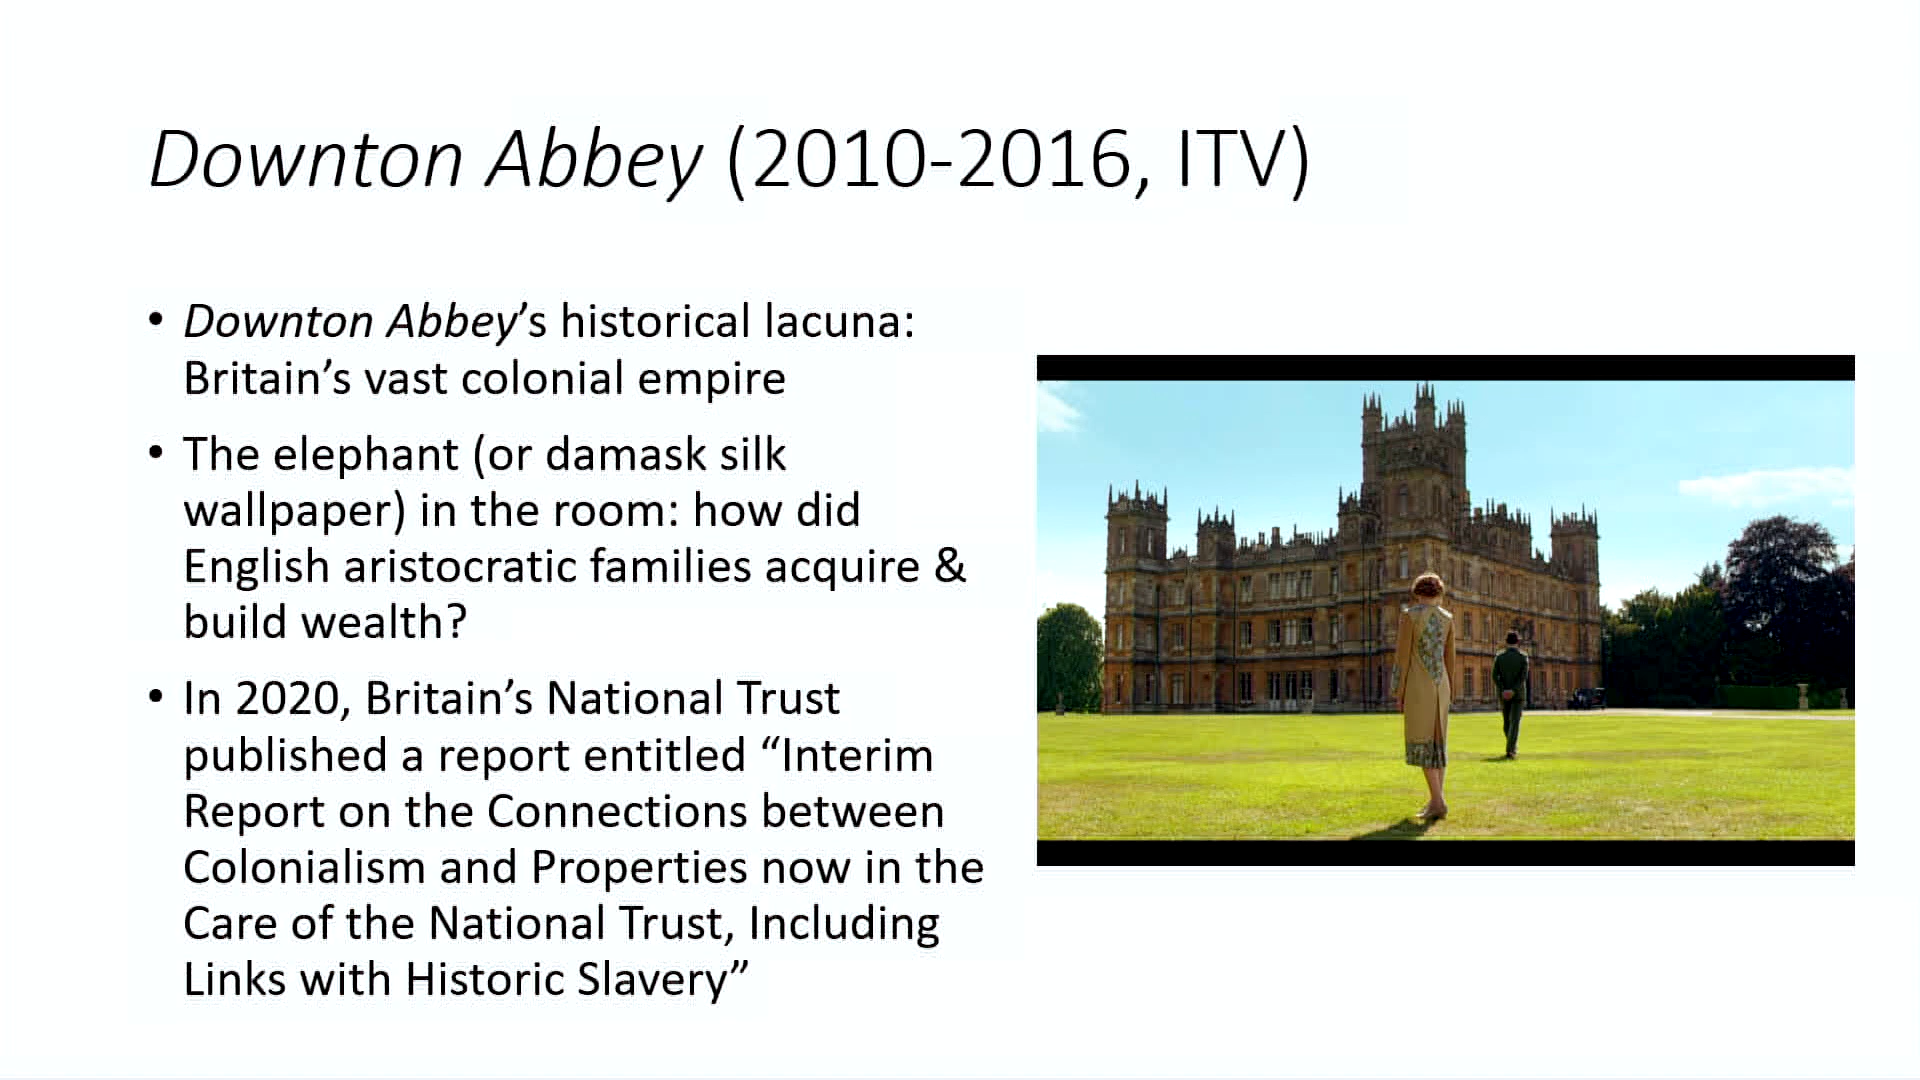 Downton Abbey (2010-2016, ITV)
• Downton Abbey’s historical lacuna:
Britain’s vast colonial empire
• The elephant (or damask silk
wallpaper) in the room: how did
English aristocratic families acquire &
build wealth?
• In 2020, Britain’s National Trust
published a report entitled “Interim
Report on the Connections between
Colonialism and Properties now in the
Care of the National Trust, Including
Links with Historic Slavery”